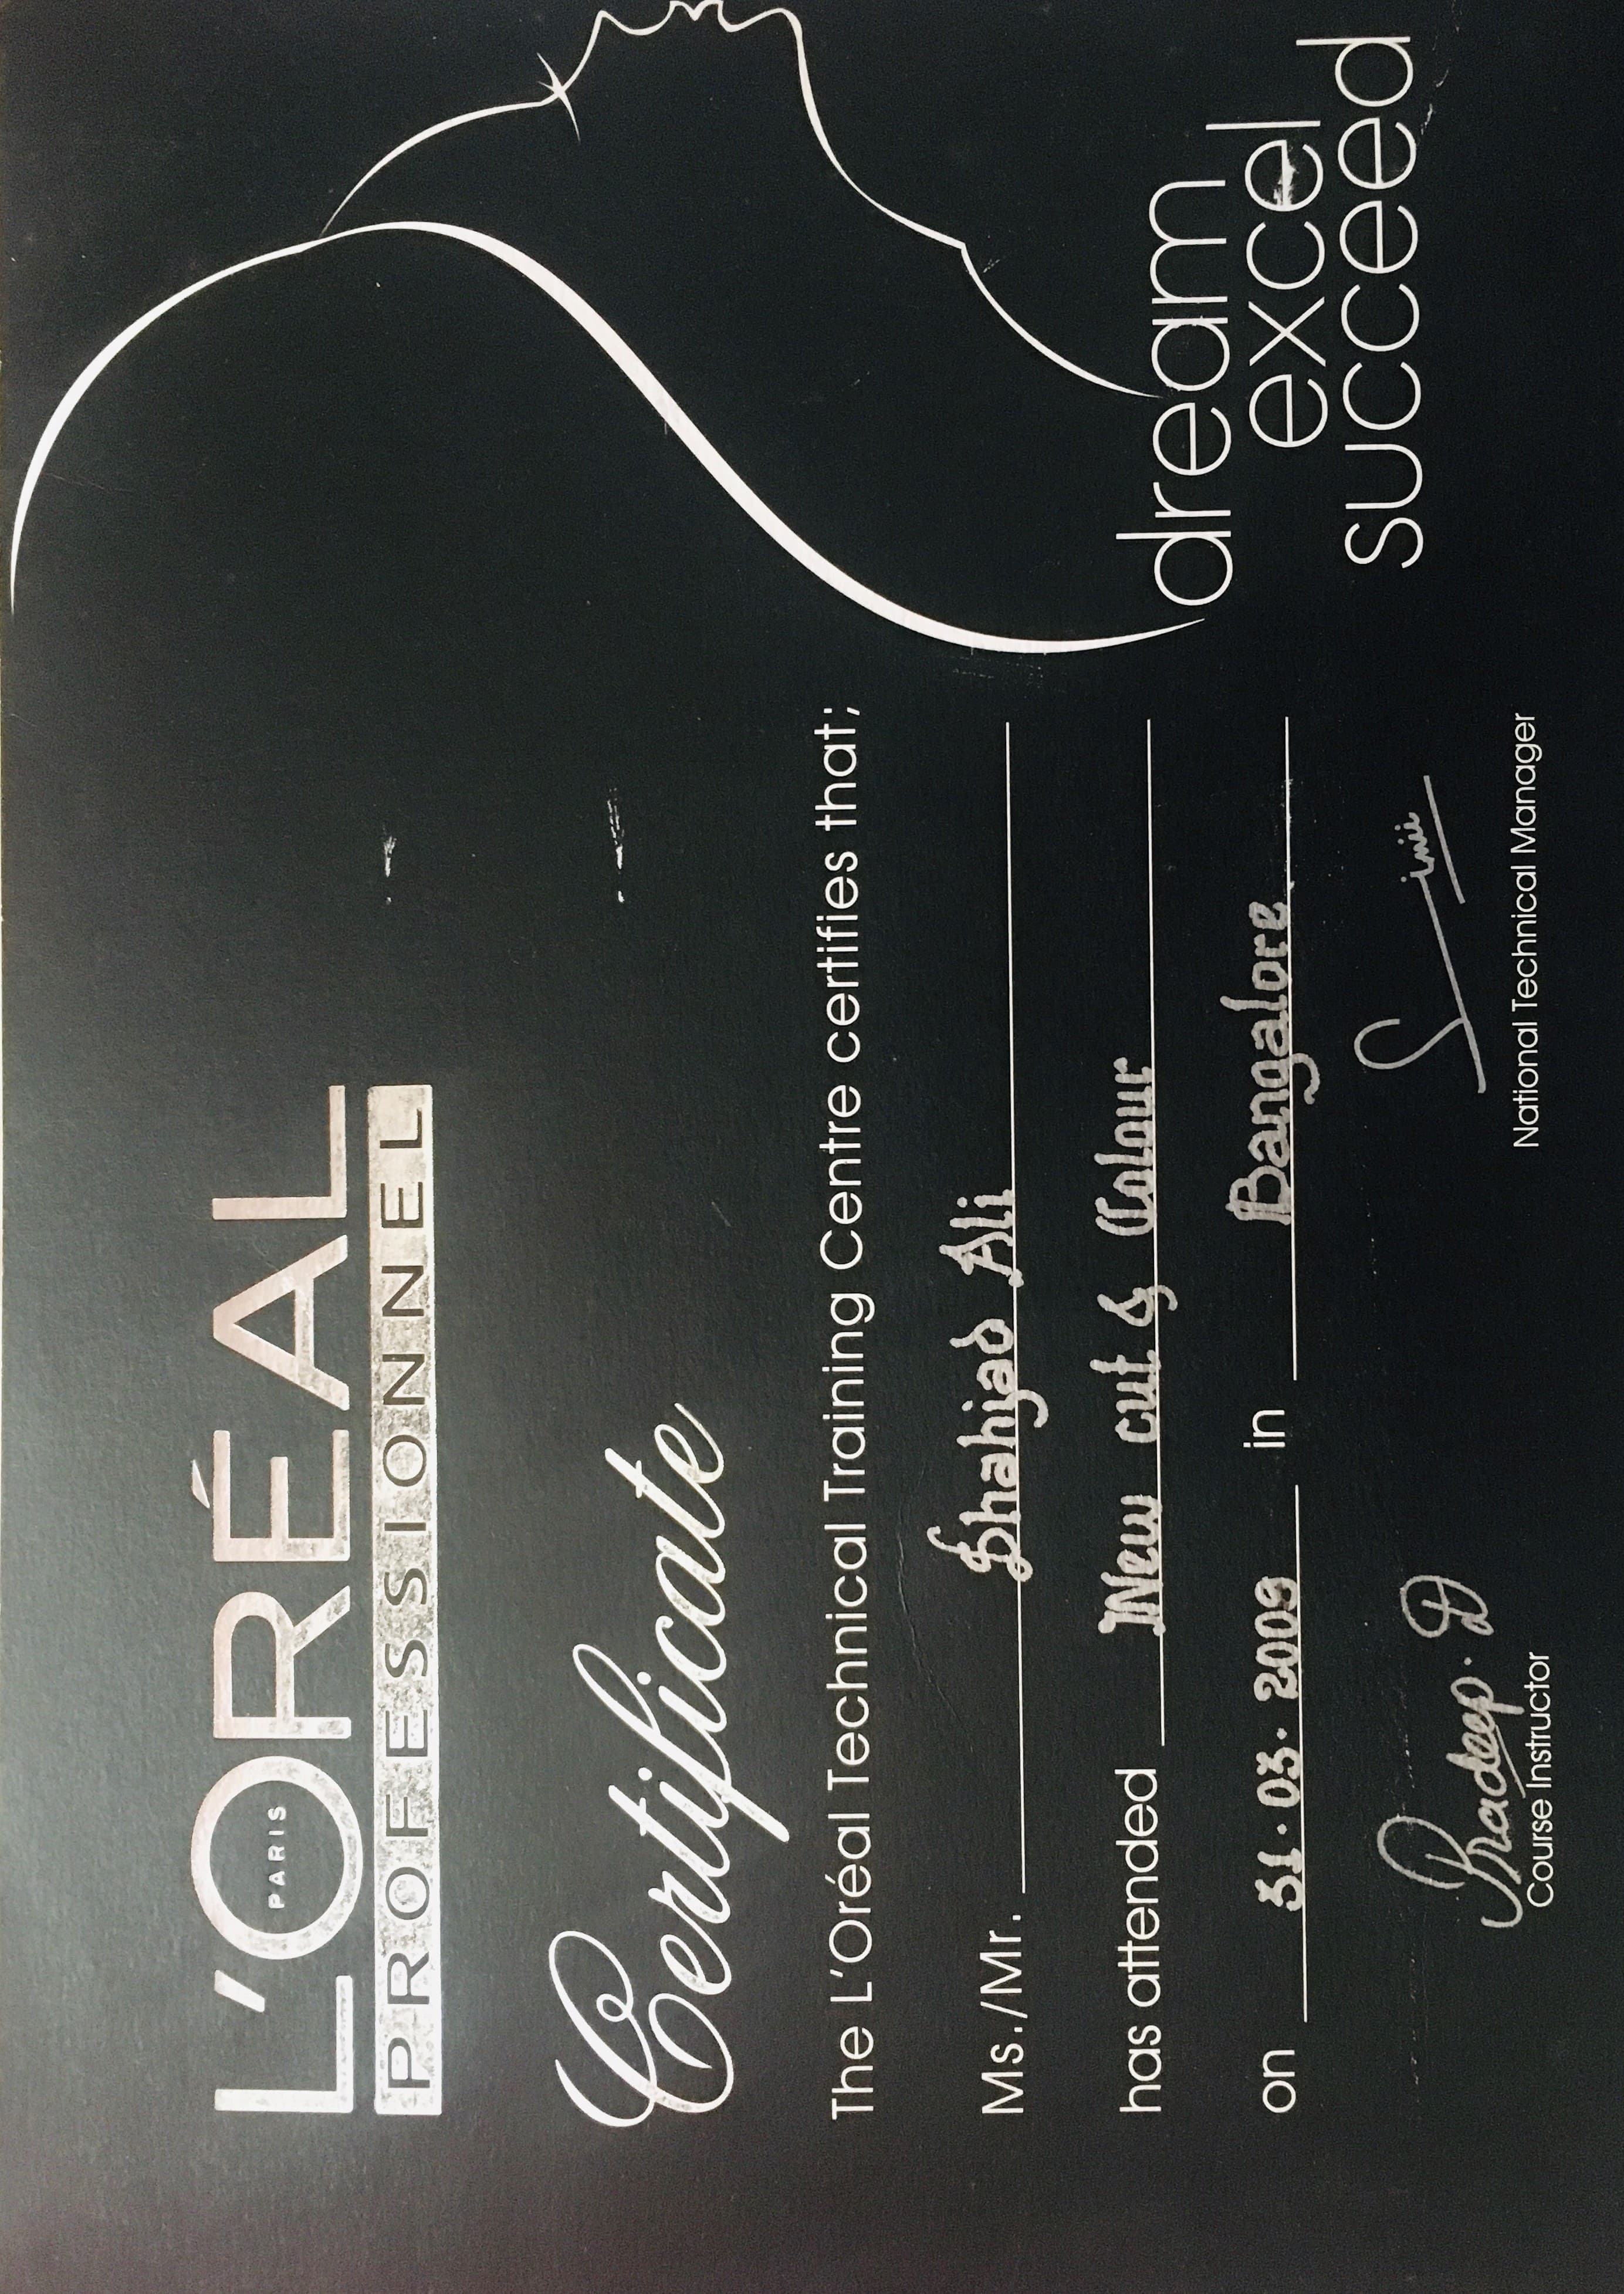 L'ORÉAL
PARIS
PROFESSIONNEL
Certificate
The L'Oréal Technical Training Centre certifies that;
Ms./Mr. Shahjad Ali
has attended New cut & Colour
on 31.03.2009 in Bangalore
Pradeep. D
Course Instructor
National Technical Manager
dream
excel
succeed